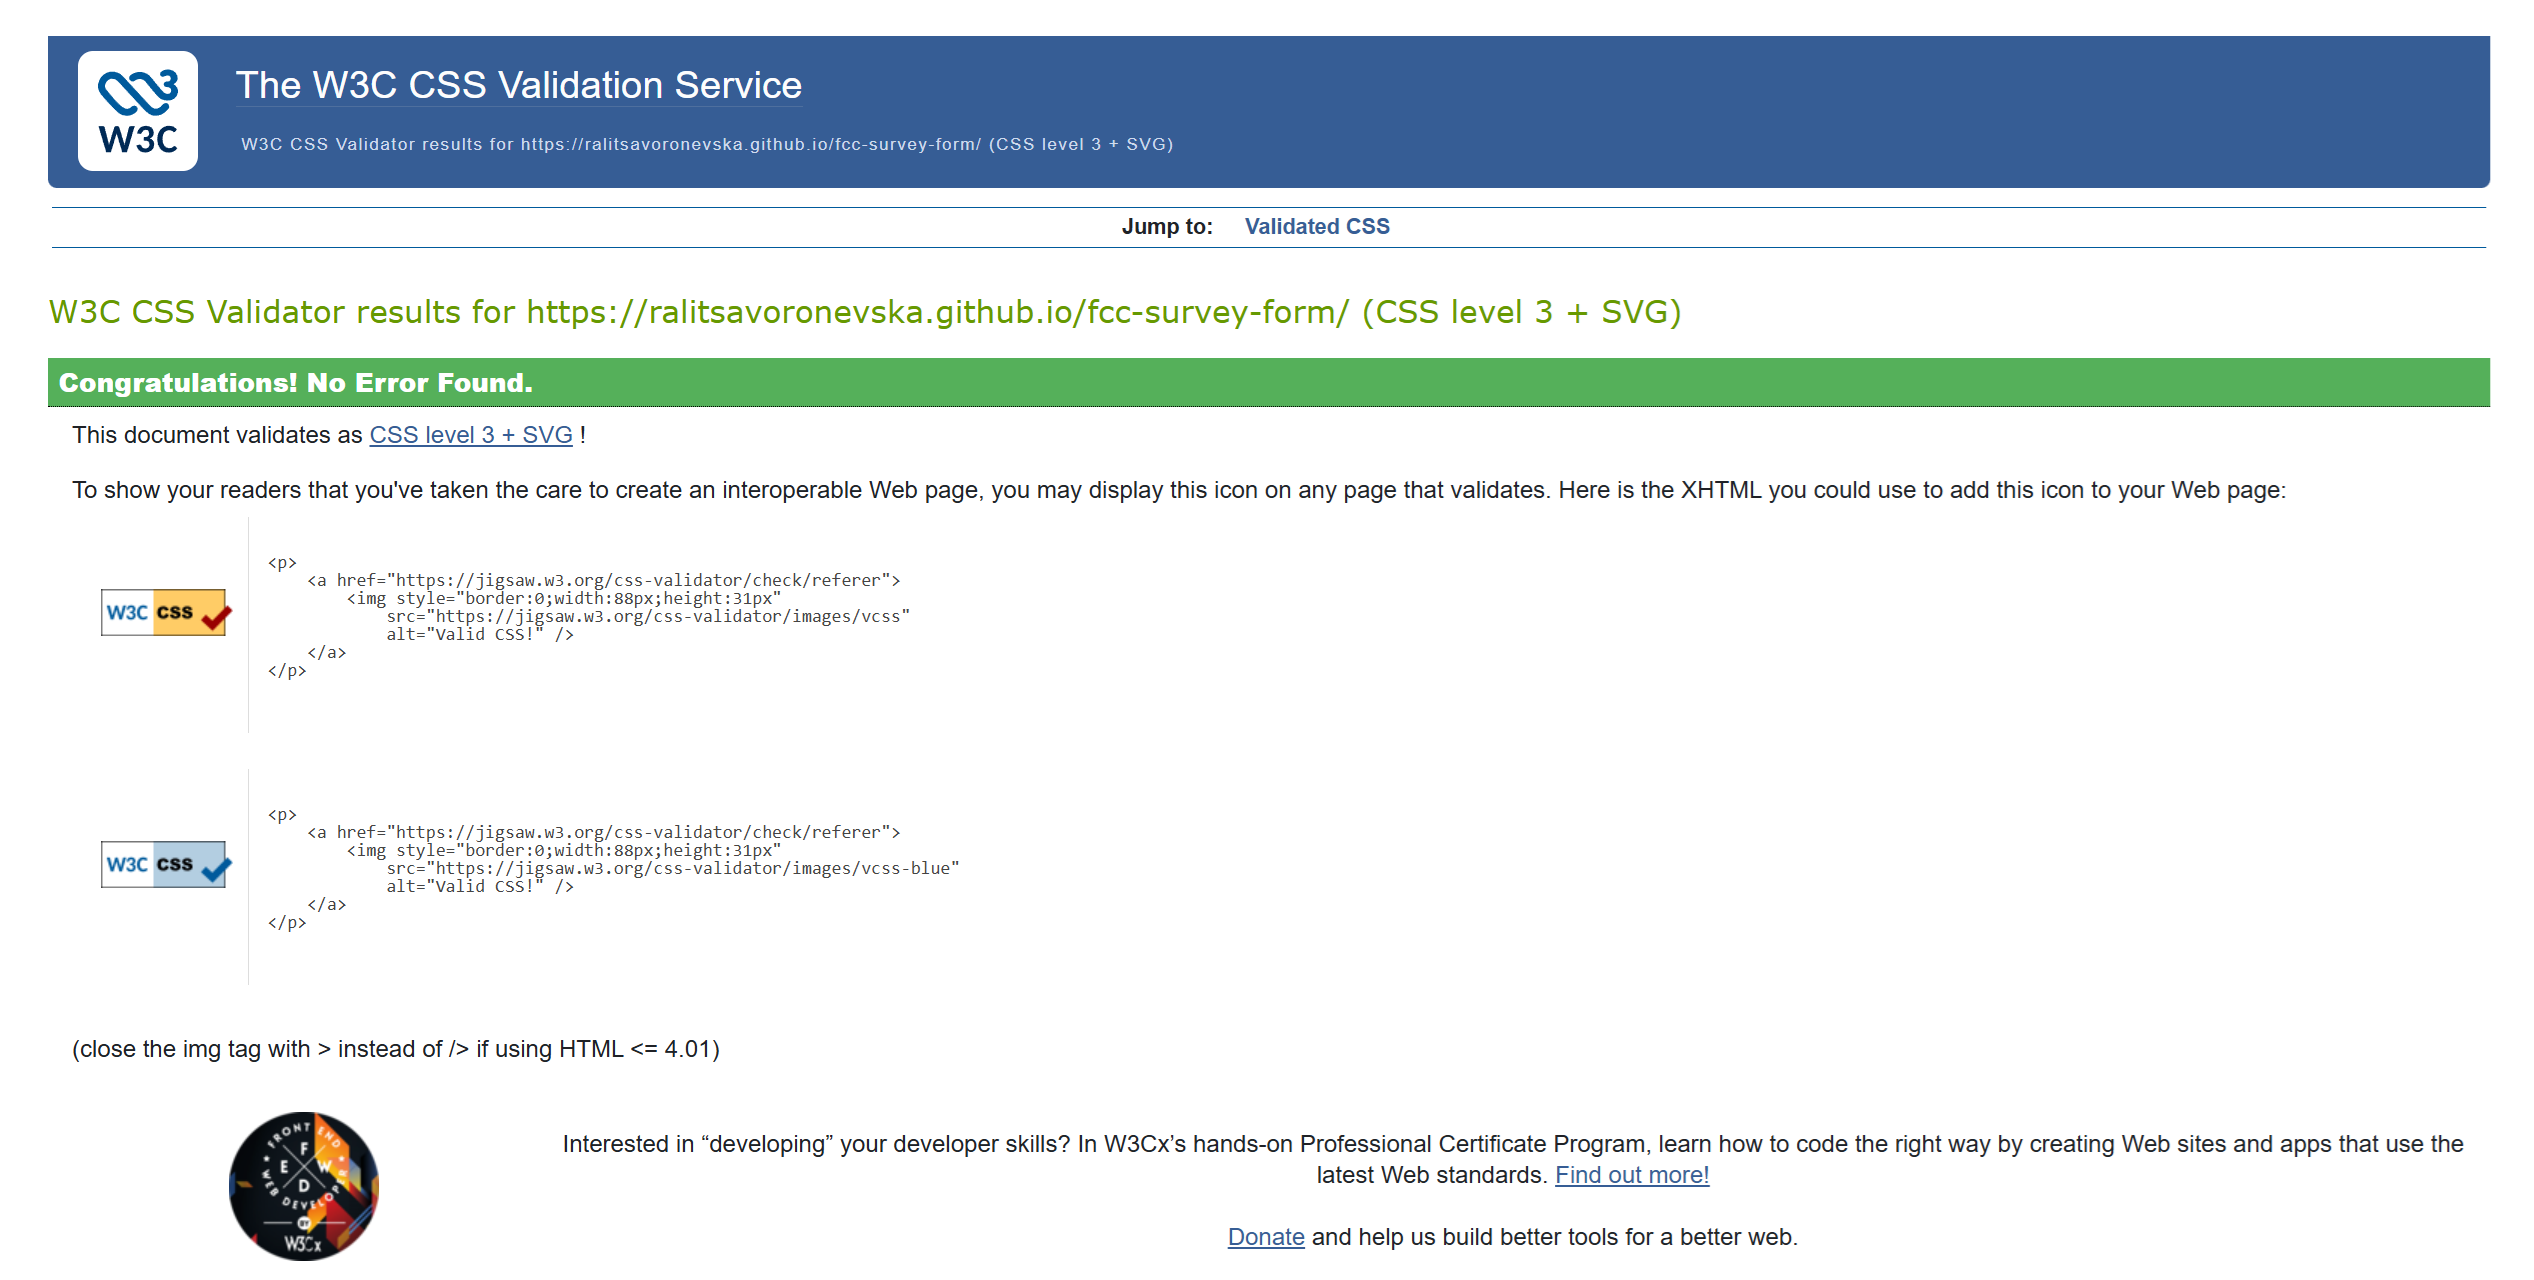 W3C
The W3C CSS Validation Service
W3C CSS Validator results for https://ralitsavoronevska.github.io/fcc-survey-form/ (CSS level 3 + SVG)
Jump to: Validated CSS
W3C CSS Validator results for https://ralitsavoronevska.github.io/fcc-survey-form/ (CSS level 3 + SVG)
Congratulations! No Error Found.
This document validates as CSS level 3 + SVG !
To show your readers that you've taken the care to create an interoperable Web page, you may display this icon on any page that validates. Here is the XHTML you could use to add this icon to your Web page:
W3C css
<p>
    <a href="https://jigsaw.w3.org/css-validator/check/referer">
        <img style="border:0;width:88px;height:31px"
            src="https://jigsaw.w3.org/css-validator/images/vcss"
            alt="Valid CSS!" />
    </a>
</p>
W3C css
<p>
    <a href="https://jigsaw.w3.org/css-validator/check/referer">
        <img style="border:0;width:88px;height:31px"
            src="https://jigsaw.w3.org/css-validator/images/vcss-blue"
            alt="Valid CSS!" />
    </a>
</p>
(close the img tag with > instead of /> if using HTML <= 4.01)
FRONT END
F
E W
D
WEB DEVELOPER
BY
W3Cx
Interested in “developing” your developer skills? In W3Cx’s hands-on Professional Certificate Program, learn how to code the right way by creating Web sites and apps that use the
latest Web standards. Find out more!
Donate and help us build better tools for a better web.